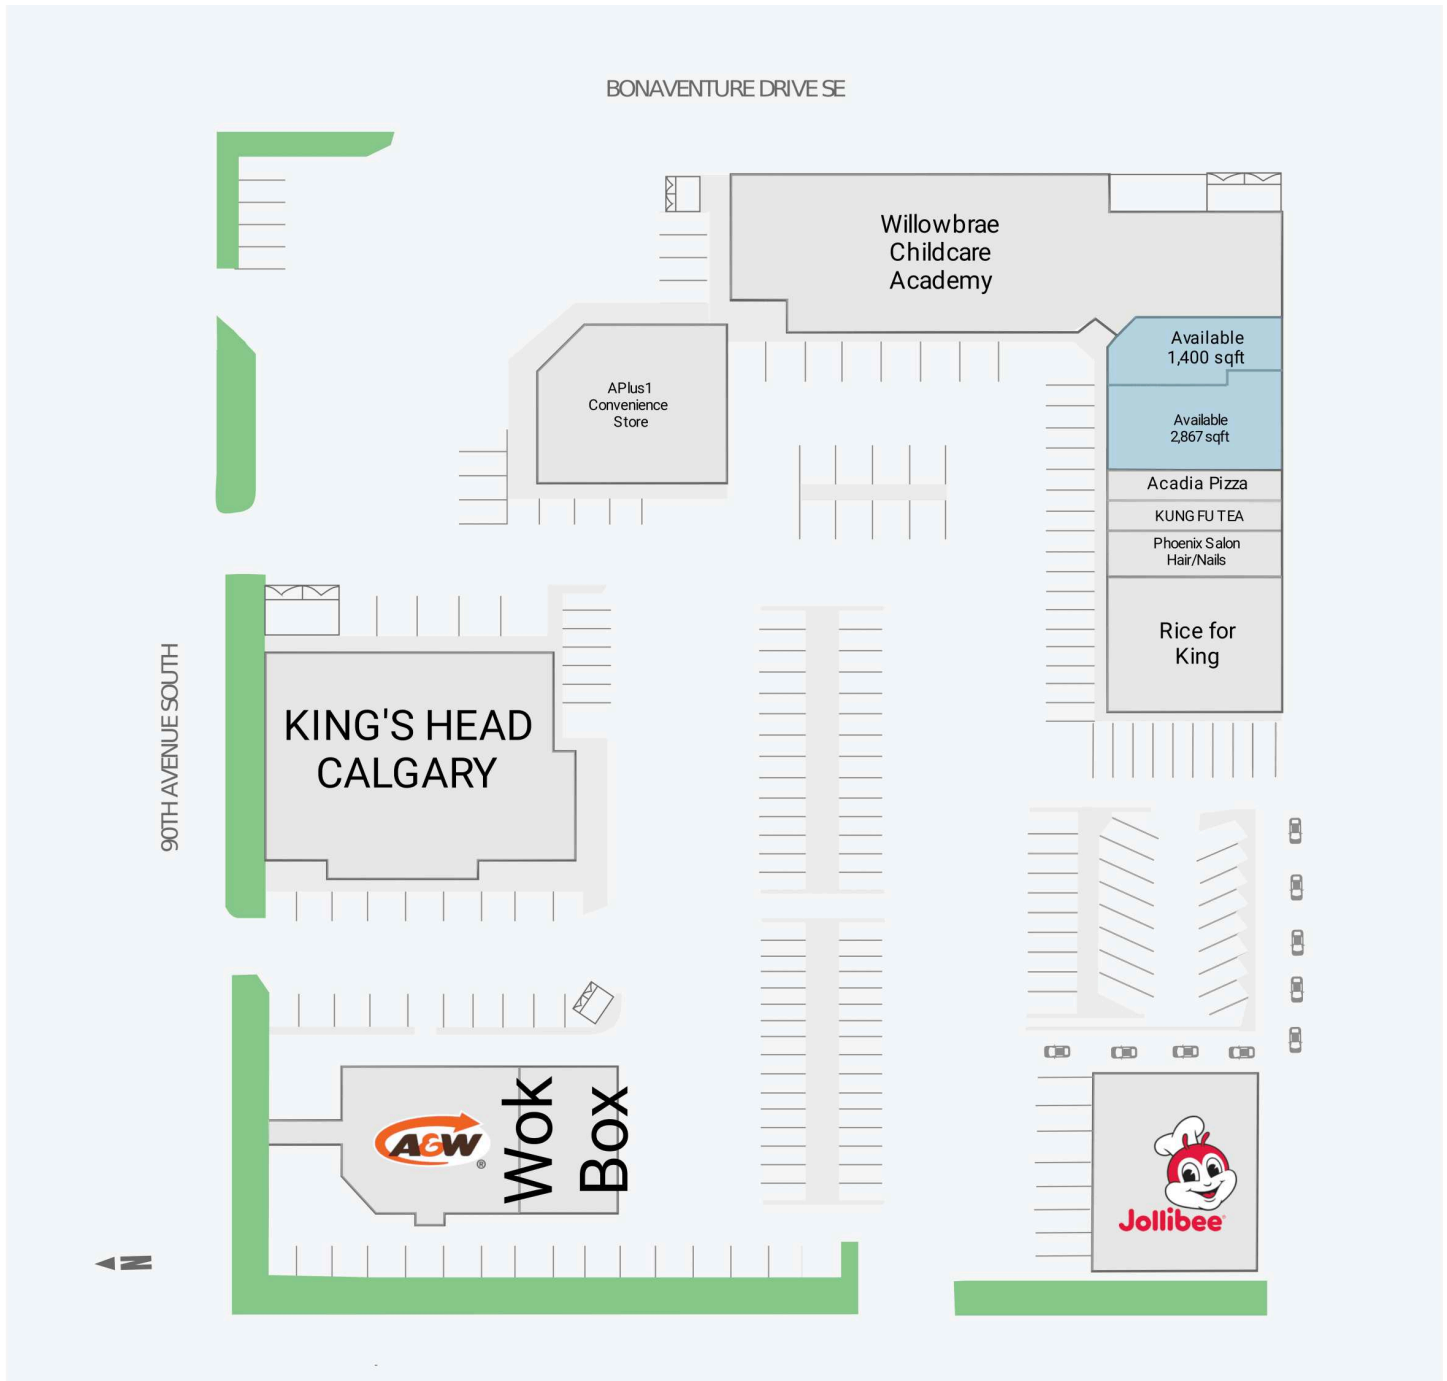 BONAVENTURE DRIVE SE
Willowbrae
Childcare
Academy
Available
1,400 sqft
APlus1
Convenience
Store
Available
2,867 sqft
Acadia Pizza
KUNG FU TEA
Phoenix Salon
Hair/Nails
Rice for
King
90TH AVENUE SOUTH
KING'S HEAD
CALGARY
A&W
®
Wok
Box
Jollibee
N